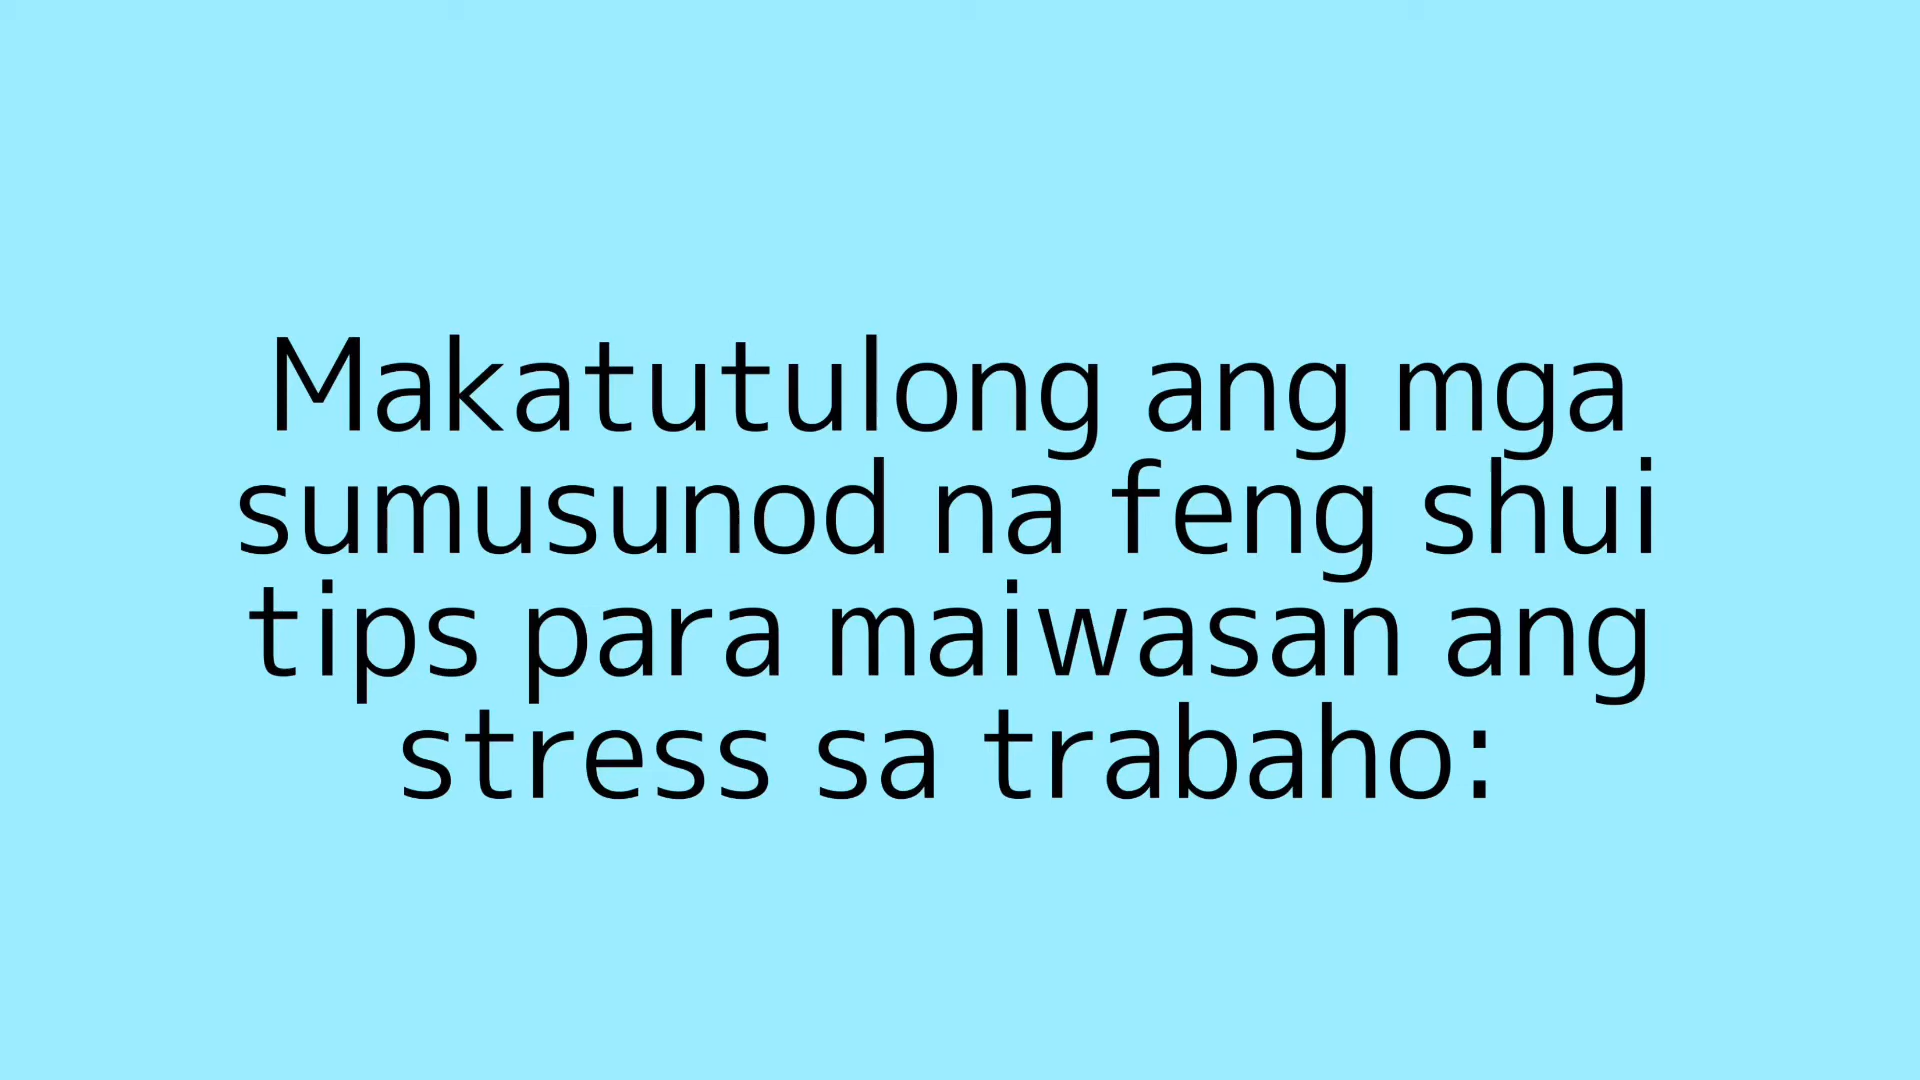 Makatutulong ang mga
sumusunod na feng shui
tips para maiwasan ang
stress sa trabaho: